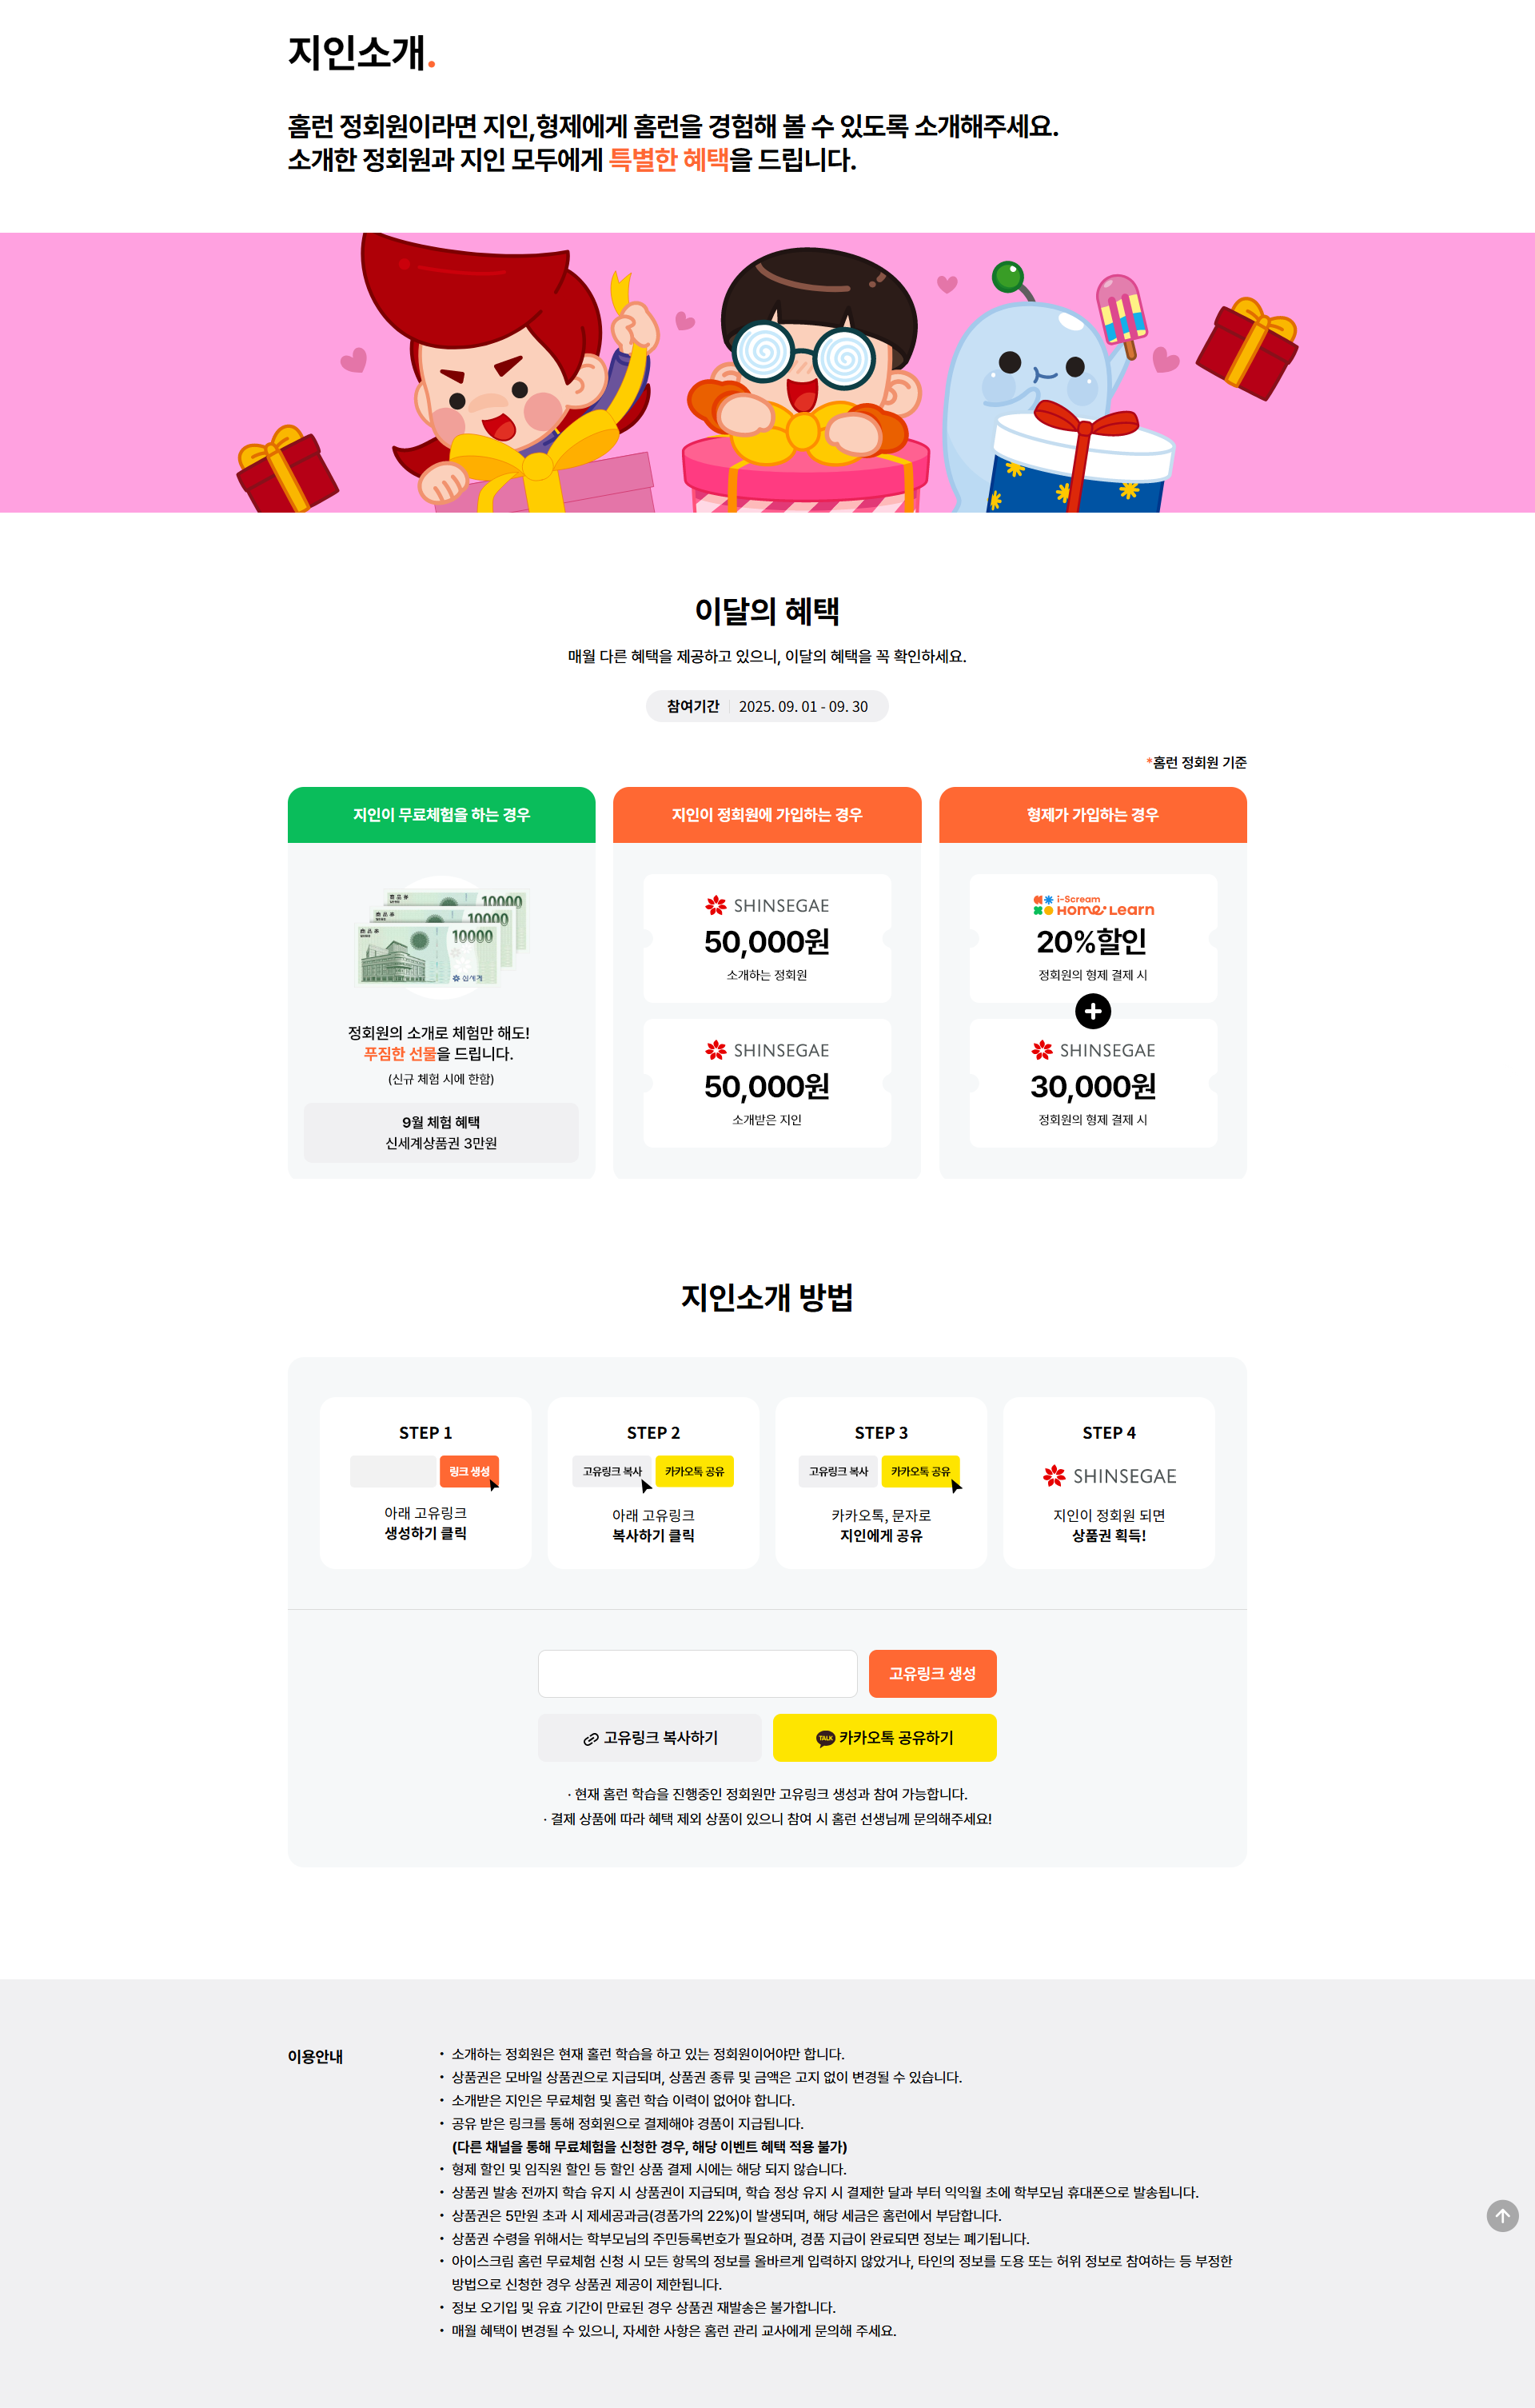 지인소개.
홈런 정회원이라면 지인,형제에게 홈런을 경험해 볼 수 있도록 소개해주세요.
소개한 정회원과 지인 모두에게 특별한 혜택을 드립니다.
이달의 혜택
매월 다른 혜택을 제공하고 있으니, 이달의 혜택을 꼭 확인하세요.
참여기간 2025. 09. 01 - 09. 30
*홈런 정회원 기준
지인이 무료체험을 하는 경우
商品券 10000
商品券 10000
商品券 10000
신세계
정회원의 소개로 체험만 해도!
푸짐한 선물을 드립니다.
(신규 체험 시에 한함)
9월 체험 혜택
신세계상품권 3만원
지인이 정회원에 가입하는 경우
SHINSEGAE
50,000원
소개하는 정회원
SHINSEGAE
50,000원
소개받은 지인
형제가 가입하는 경우
i-Scream
Home Learn
20%할인
정회원의 형제 결제 시
SHINSEGAE
30,000원
정회원의 형제 결제 시
지인소개 방법
STEP 1
링크 생성
아래 고유링크
생성하기 클릭
STEP 2
고유링크 복사 카카오톡 공유
아래 고유링크
복사하기 클릭
STEP 3
고유링크 복사 카카오톡 공유
카카오톡, 문자로
지인에게 공유
STEP 4
SHINSEGAE
지인이 정회원 되면
상품권 획득!
고유링크 생성
고유링크 복사하기
TALK 카카오톡 공유하기
· 현재 홈런 학습을 진행중인 정회원만 고유링크 생성과 참여 가능합니다.
· 결제 상품에 따라 혜택 제외 상품이 있으니 참여 시 홈런 선생님께 문의해주세요!
이용안내
• 소개하는 정회원은 현재 홀런 학습을 하고 있는 정회원이어야만 합니다.
• 상품권은 모바일 상품권으로 지급되며, 상품권 종류 및 금액은 고지 없이 변경될 수 있습니다.
• 소개받은 지인은 무료체험 및 홈런 학습 이력이 없어야 합니다.
• 공유 받은 링크를 통해 정회원으로 결제해야 경품이 지급됩니다.
(다른 채널을 통해 무료체험을 신청한 경우, 해당 이벤트 혜택 적용 불가)
• 형제 할인 및 임직원 할인 등 할인 상품 결제 시에는 해당 되지 않습니다.
• 상품권 발송 전까지 학습 유지 시 상품권이 지급되며, 학습 정상 유지 시 결제한 달과 부터 익익월 초에 학부모님 휴대폰으로 발송됩니다.
• 상품권은 5만원 초과 시 제세공과금(경품가의 22%)이 발생되며, 해당 세금은 홈런에서 부담합니다.
• 상품권 수령을 위해서는 학부모님의 주민등록번호가 필요하며, 경품 지급이 완료되면 정보는 폐기됩니다.
• 아이스크림 홈런 무료체험 신청 시 모든 항목의 정보를 올바르게 입력하지 않았거나, 타인의 정보를 도용 또는 허위 정보로 참여하는 등 부정한
방법으로 신청한 경우 상품권 제공이 제한됩니다.
• 정보 오기입 및 유효 기간이 만료된 경우 상품권 재발송은 불가합니다.
• 매월 혜택이 변경될 수 있으니, 자세한 사항은 홈런 관리 교사에게 문의해 주세요.